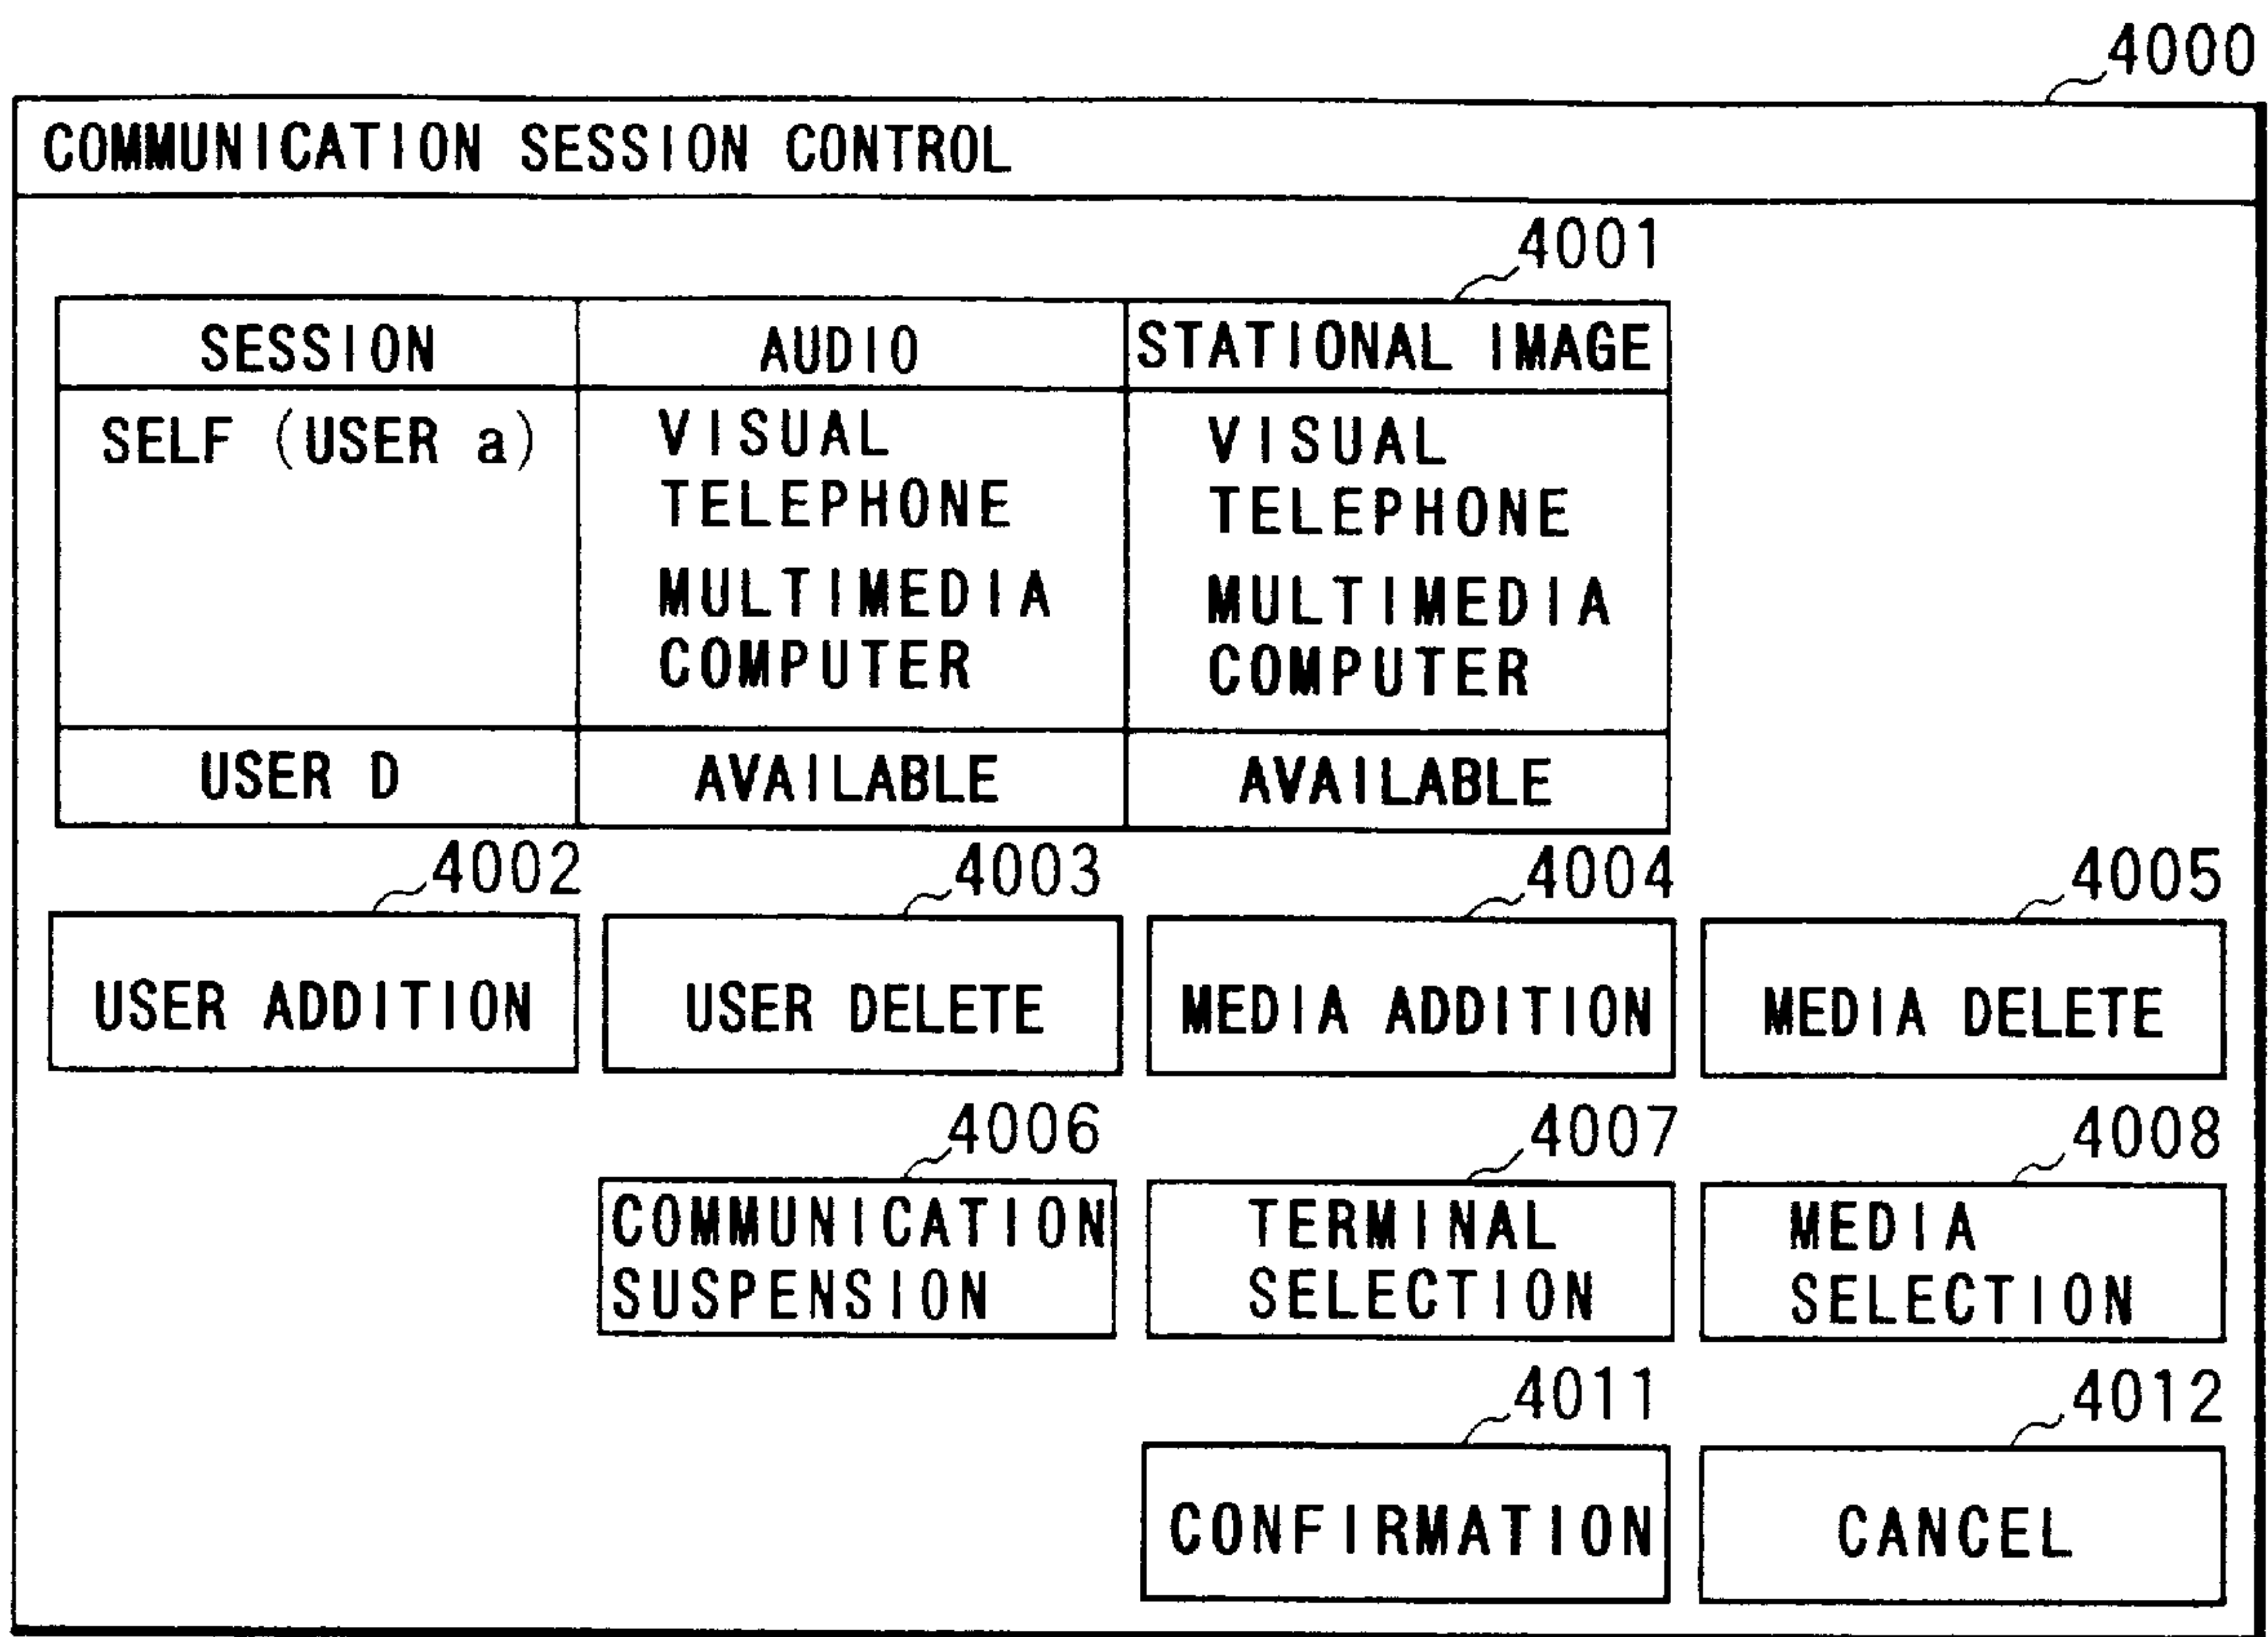 4000
COMMUNICATION SESSION CONTROL
4001
SESSION AUDIO STATIONAL IMAGE
SELF (USER a) VISUAL VISUAL
TELEPHONE TELEPHONE
MULTIMEDIA MULTIMEDIA
COMPUTER COMPUTER
USER D AVAILABLE AVAILABLE
4002 4003 4004 4005
USER ADDITION USER DELETE MEDIA ADDITION MEDIA DELETE
4006 4007 4008
COMMUNICATION TERMINAL MEDIA
SUSPENSION SELECTION SELECTION
4011 4012
CONFIRMATION CANCEL